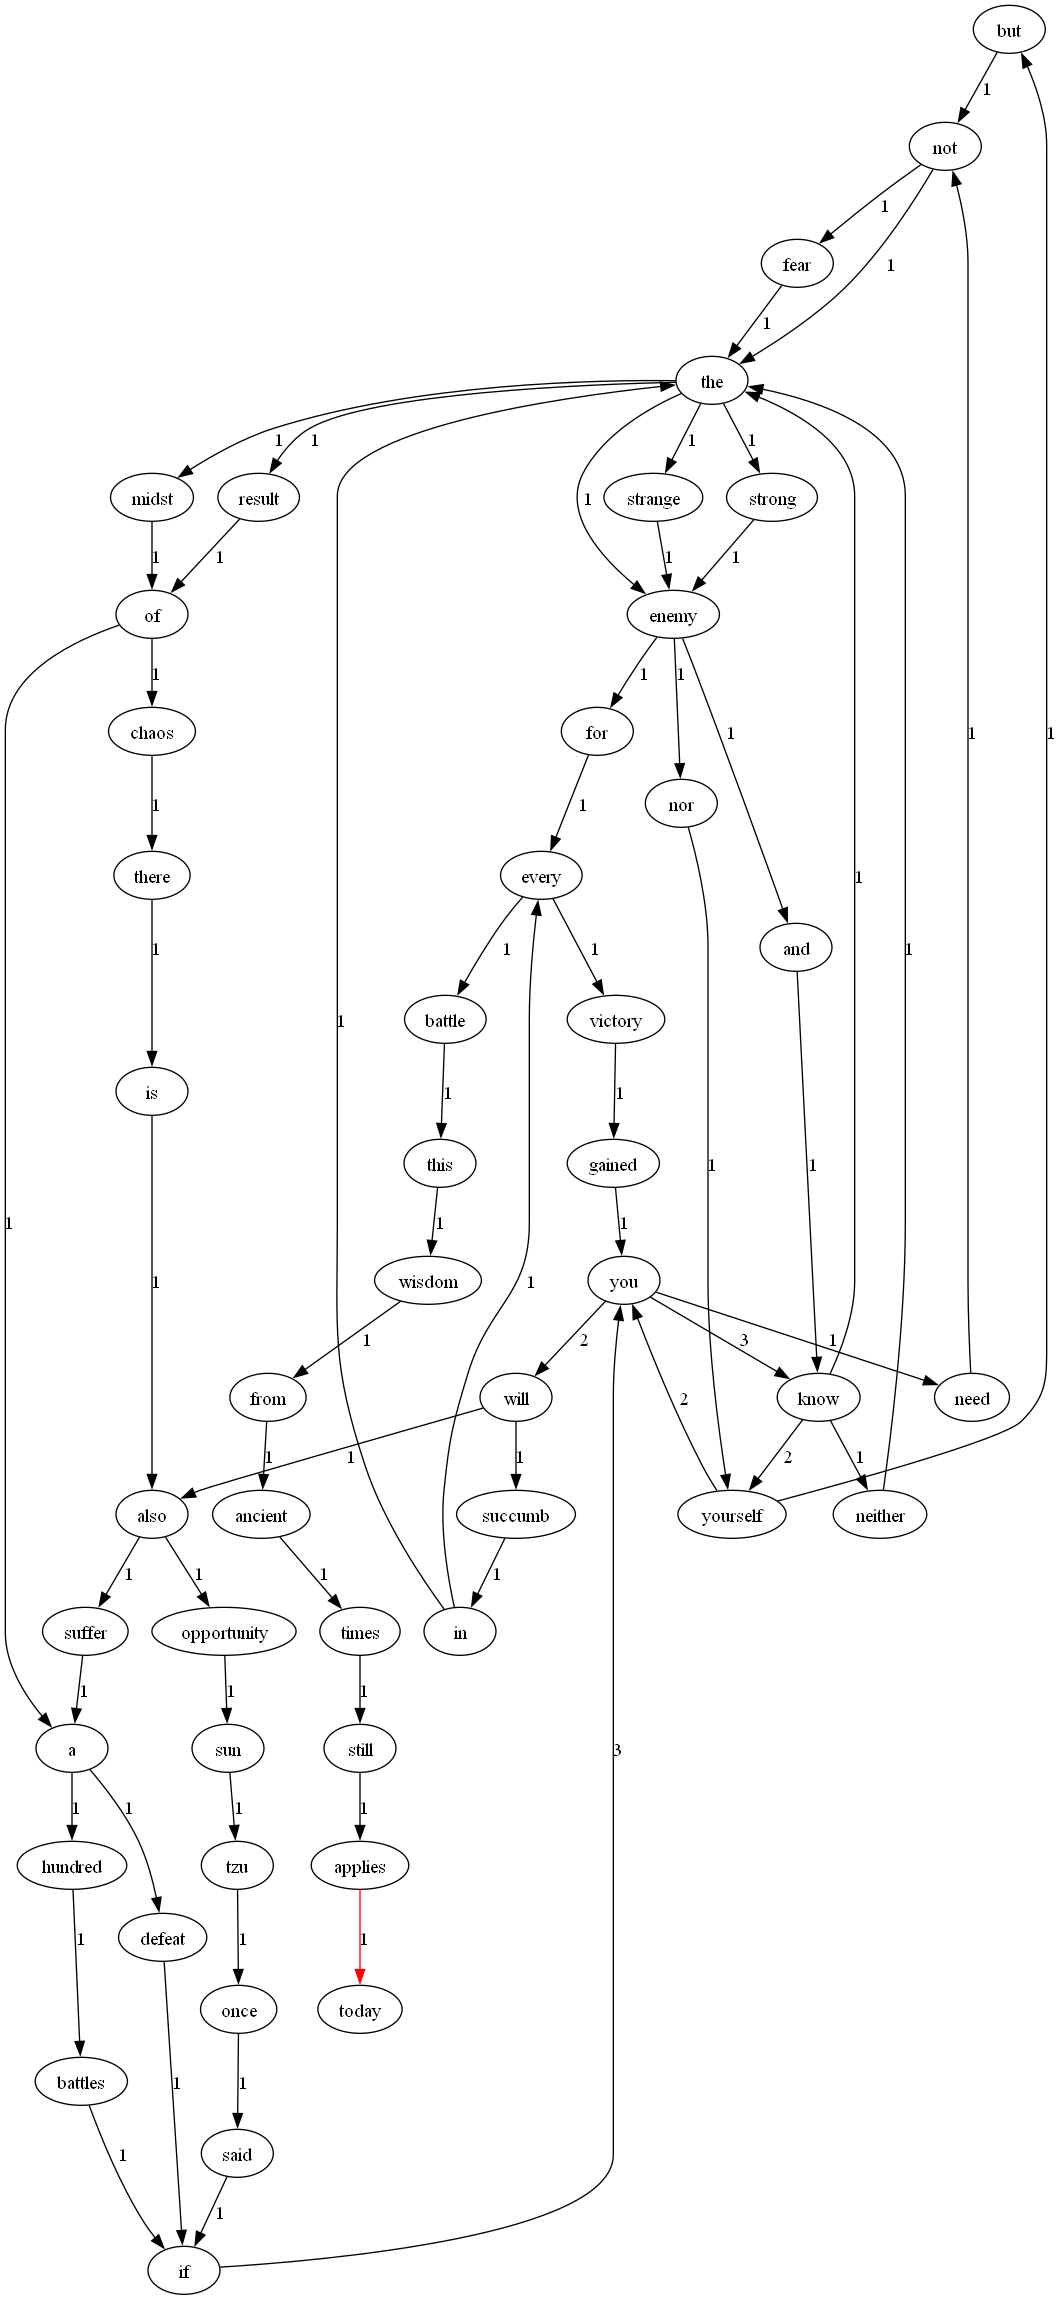 but
1
not
1
fear
1
1
the
1
1
1
1
1
midst
result
strange
strong
1
1
1
1
of
enemy
1
1
1
1
chaos
for
nor
1
1
there
every
1
1
1
1
1
and
battle
victory
1
1
1
1
is
this
gained
1
1
1
1
wisdom
you
1
1
1
2
3
1
from
will
know
need
1
1
1
2
2
1
also
ancient
succumb
yourself
neither
1
1
1
1
suffer
opportunity
times
in
1
1
1
a
sun
still
3
1
1
1
1
hundred
tzu
applies
1
defeat
1
1
once
today
battles
1
1
1
said
1
if